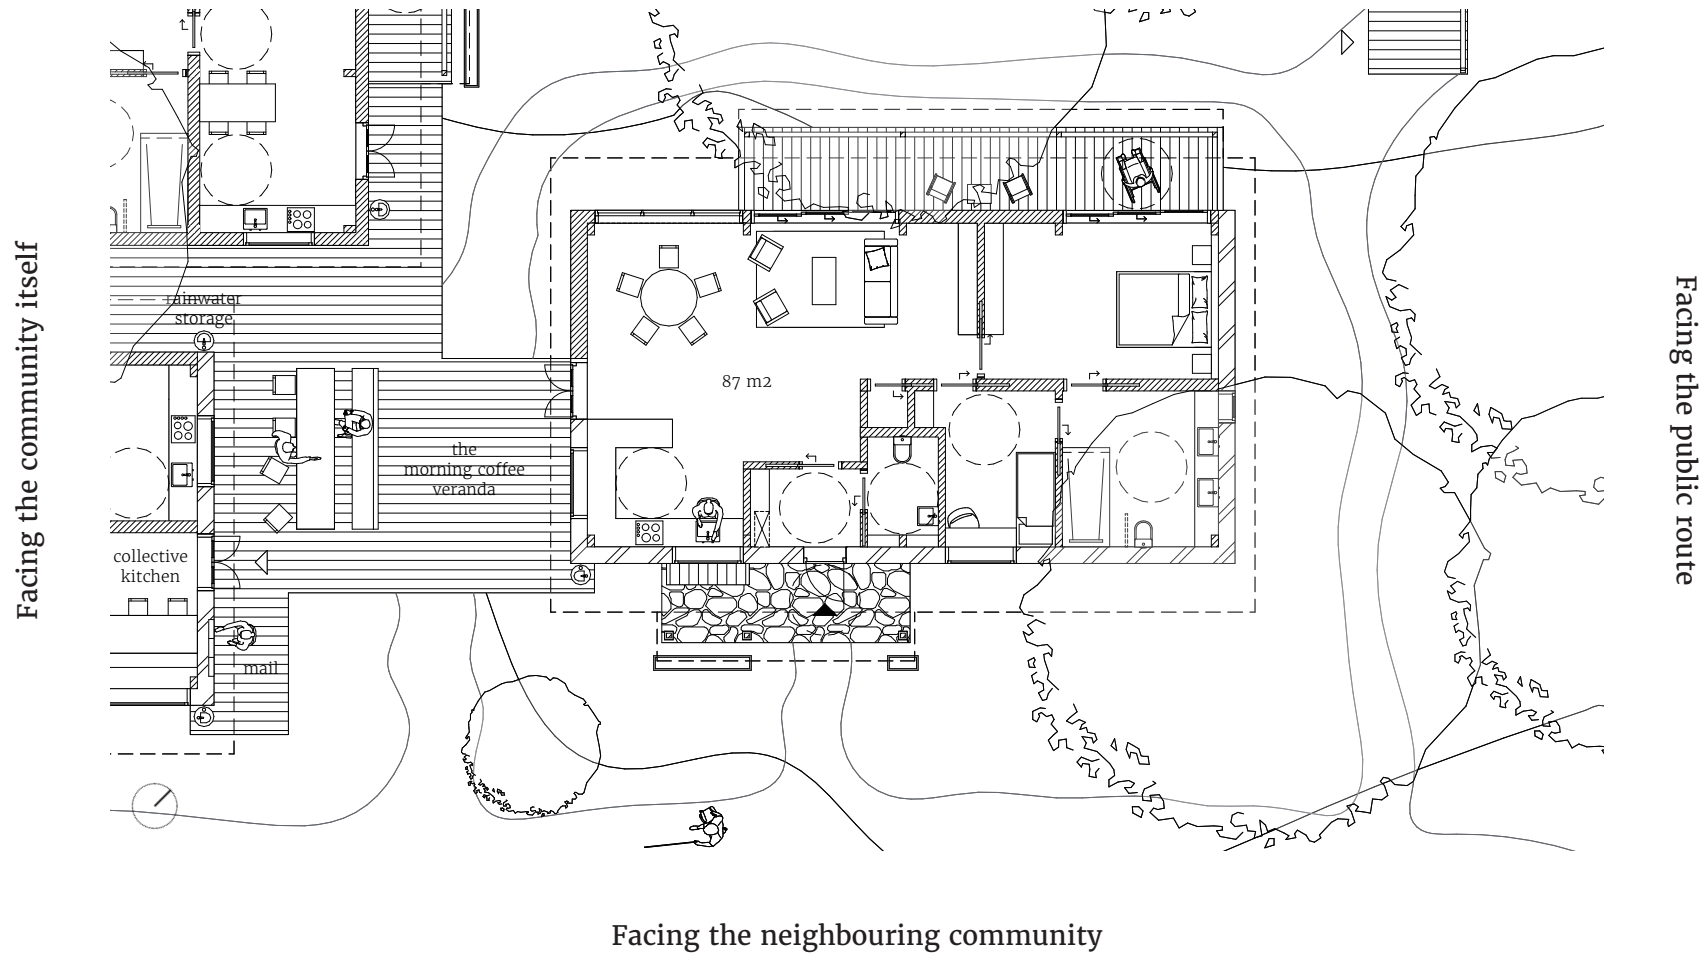 Facing the community itself
rainwater
storage
87 m2
the
morning coffee
veranda
collective
kitchen
mail
Facing the public route
Facing the neighbouring community